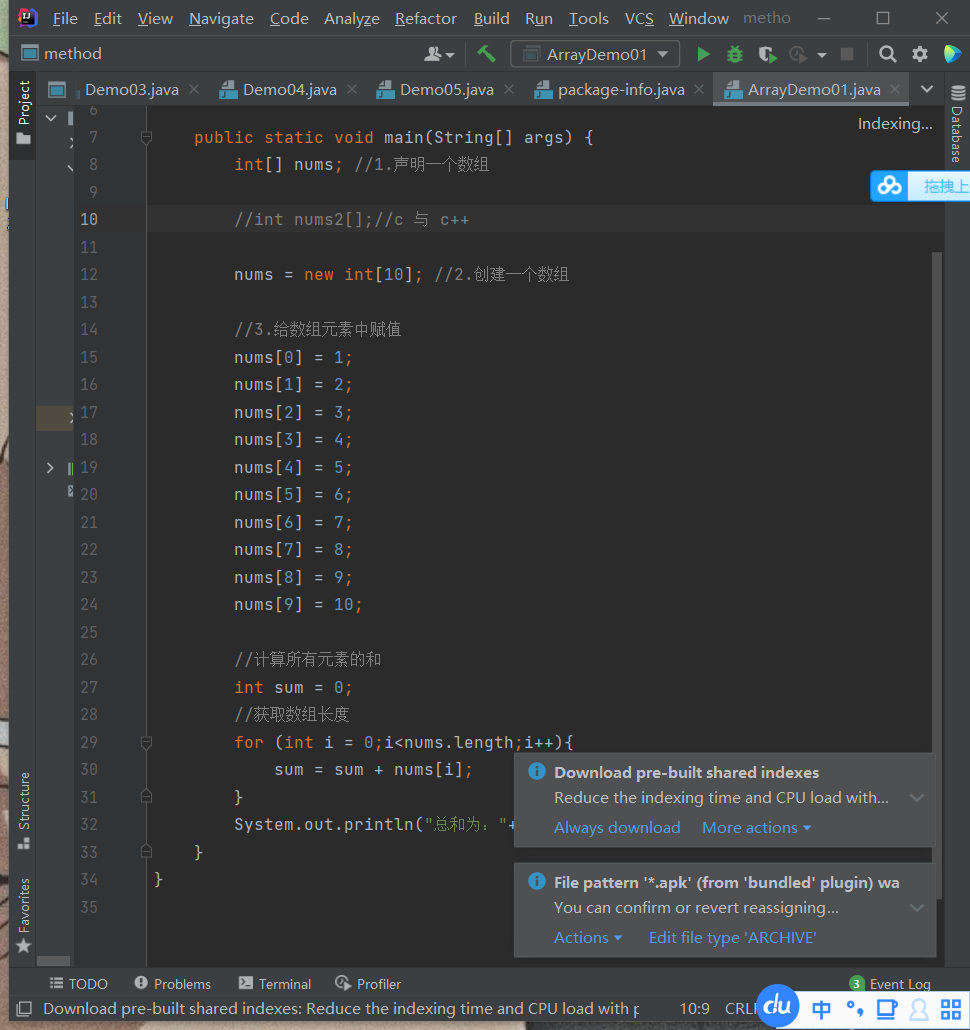 File Edit View Navigate Code Analyze Refactor Build Run Tools VCS Window metho
method ArrayDemo01
Demo03.java Demo04.java Demo05.java package-info.java ArrayDemo01.java
Project
Database
Indexing...
拖拽上
6
7 public static void main(String[] args) {
8 int[] nums; //1.声明一个数组
9
10 //int nums2[];//c 与 c++
11
12 nums = new int[10]; //2.创建一个数组
13
14 //3.给数组元素中赋值
15 nums[0] = 1;
16 nums[1] = 2;
17 nums[2] = 3;
18 nums[3] = 4;
19 nums[4] = 5;
20 nums[5] = 6;
21 nums[6] = 7;
22 nums[7] = 8;
23 nums[8] = 9;
24 nums[9] = 10;
25
26 //计算所有元素的和
27 int sum = 0;
28 //获取数组长度
29 for (int i = 0;i<nums.length;i++){
30 sum = sum + nums[i];
31 }
32 System.out.println("总和为："+
33 }
34 }
35
Download pre-built shared indexes
Reduce the indexing time and CPU load with...
Always download More actions
File pattern '*.apk' (from 'bundled' plugin) wa
You can confirm or revert reassigning...
Actions Edit file type 'ARCHIVE'
Structure
Favorites
TODO Problems Terminal Profiler 3 Event Log
Download pre-built shared indexes: Reduce the indexing time and CPU load with p 10:9 CRL
du 中